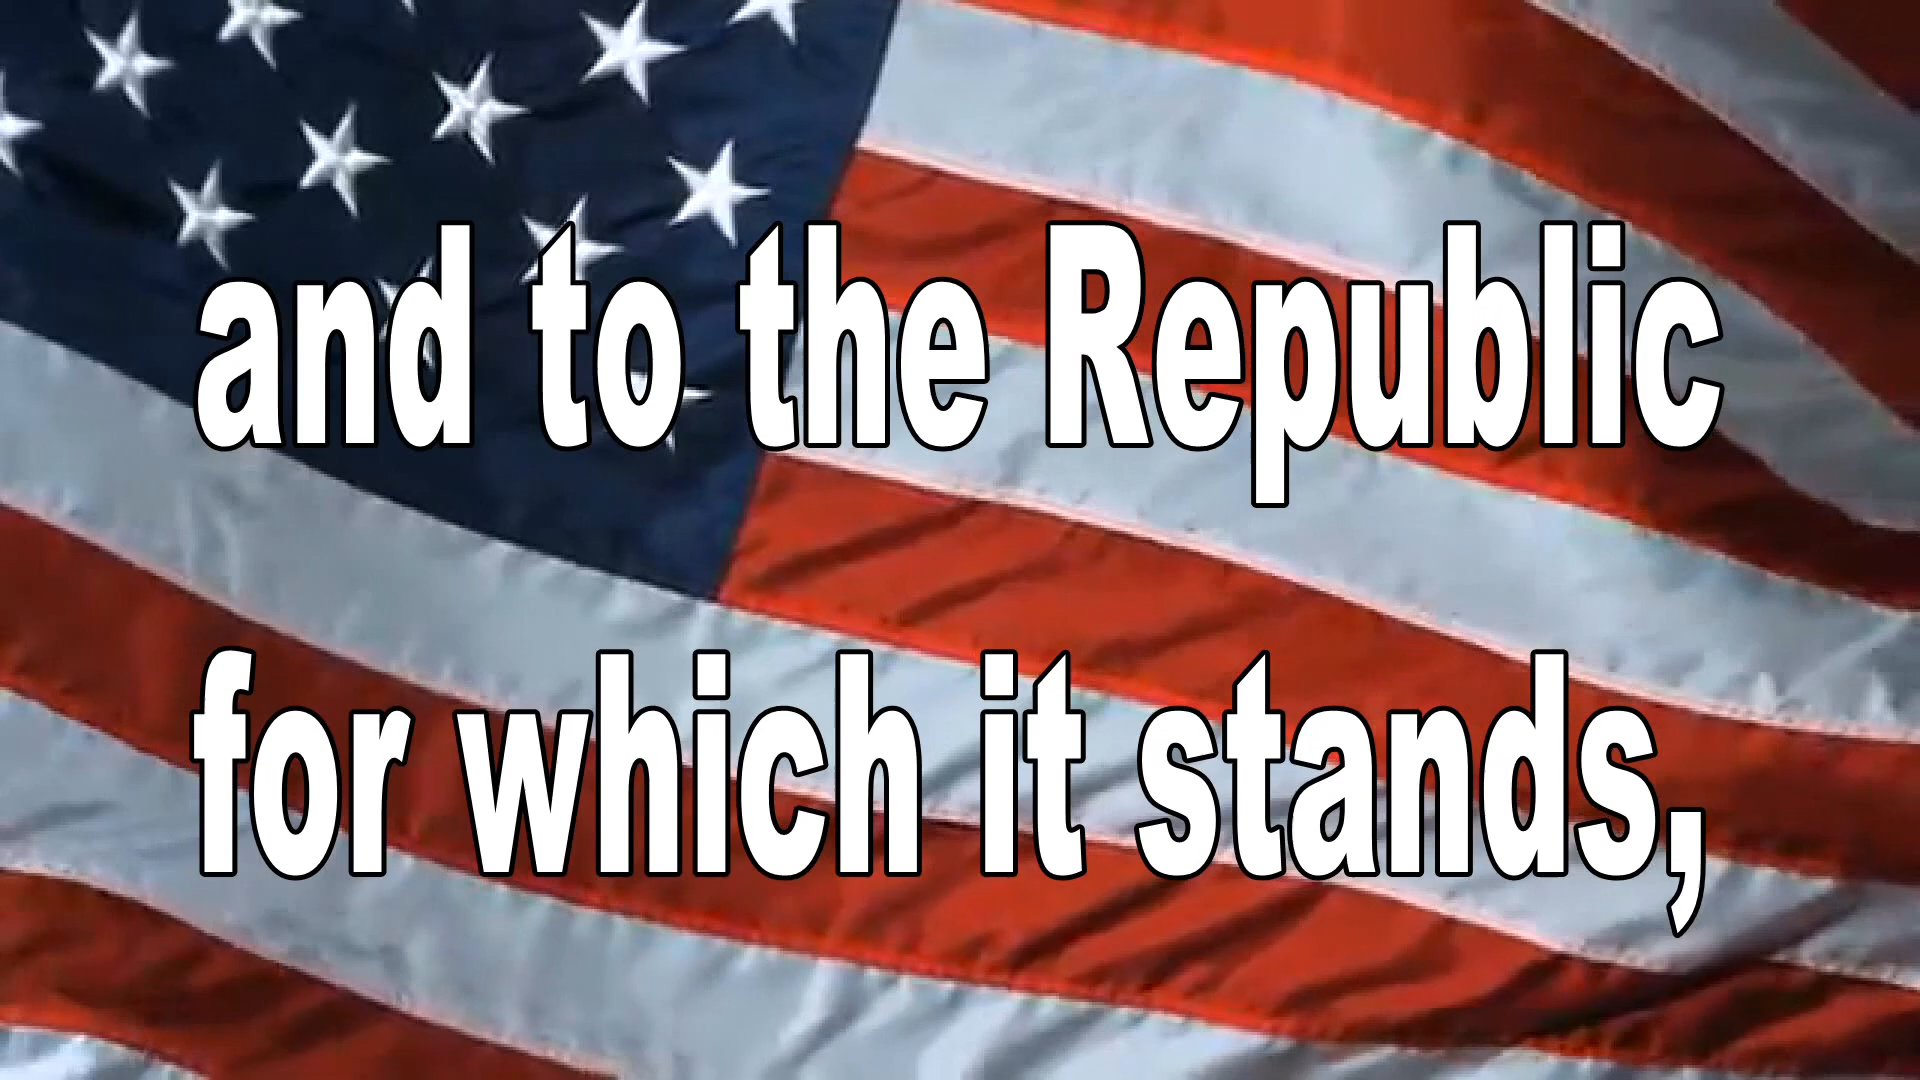 and to the Republic
for which it stands,